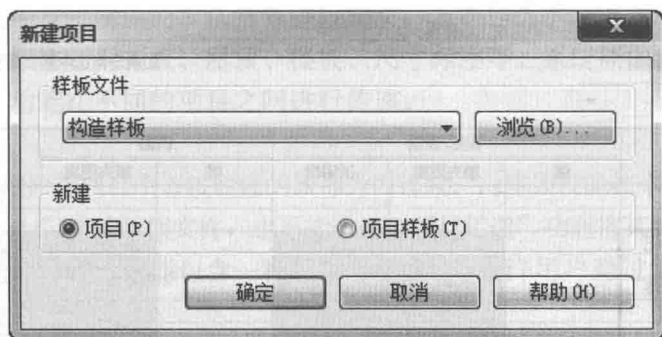 新建项目
样板文件
构造样板 浏览(B)...
新建
项目(P) 项目样板(T)
确定 取消 帮助(H)